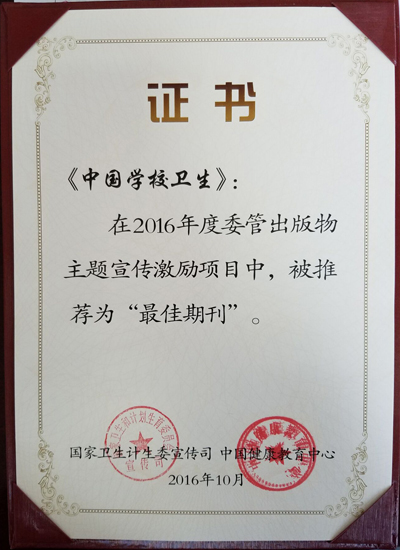 证书
《中国学校卫生》:
在2016年度委管出版物
主题宣传激励项目中，被推
荐为“最佳期刊”。
国家卫生计生委宣传司 中国健康教育中心
2016年10月
宣传司